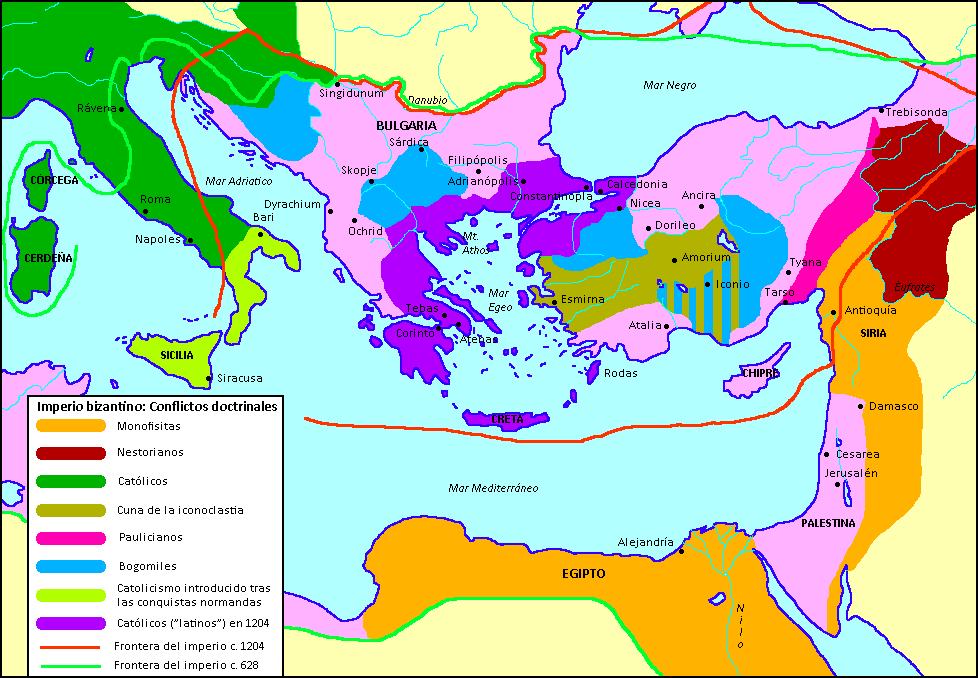 Mar Negro
Singidunum
Danubio
Rávena
BULGARIA
Trebisonda
Sárdica
Skopje
Filipópolis
CÓRCEGA
Mar Adriatico
Adrianópolis
Calcedonia
Constantinopla
Roma
Dyrachium
Ancira
Nicea
Bari
Ochrid
Dorileo
Napoles
Mt.
Athos
CERDEÑA
Amorium
Tyana
Iconio
Eufrates
Mar
Egeo
Esmirna
Tarso
Tebas
Antioquía
Corinto
Atenas
Atalia
SIRIA
SICILIA
Siracusa
Rodas
CHIPRE
Damasco
CRETA
Cesarea
Jerusalén
Mar Mediterráneo
PALESTINA
Alejandría
EGIPTO
Nilo
Imperio bizantino: Conflictos doctrinales
Monofisitas
Nestorianos
Católicos
Cuna de la iconoclastia
Paulicianos
Bogomiles
Catolicismo introducido tras
las conquistas normandas
Católicos ("latinos") en 1204
Frontera del imperio c. 1204
Frontera del imperio c. 628